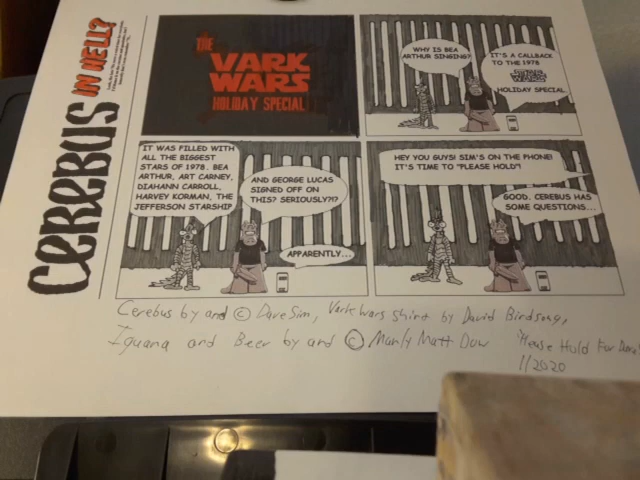 CEREBUS IN HELL?
THE
VARK
WARS
HOLIDAY SPECIAL
WHY IS BEA
ARTHUR SINGING?
IT'S A CALLBACK
TO THE 1978
STAR
WARS
HOLIDAY SPECIAL.
IT WAS FILLED WITH
ALL THE BIGGEST
STARS OF 1978. BEA
ARTHUR, ART CARNEY,
DIAHANN CARROLL,
HARVEY KORMAN, THE
JEFFERSON STARSHIP
AND GEORGE LUCAS
SIGNED OFF ON
THIS? SERIOUSLY?!?
APPARENTLY...
HEY YOU GUYS! SIM'S ON THE PHONE!
IT'S TIME TO "PLEASE HOLD"!
GOOD. CEREBUS HAS
SOME QUESTIONS...
Cerebus by and © Dave Sim, Vark Wars shirt by David Birdsong,
Iguana and Beer by and © Manly Matt Dow
"Please Hold For Dave"
1/2020